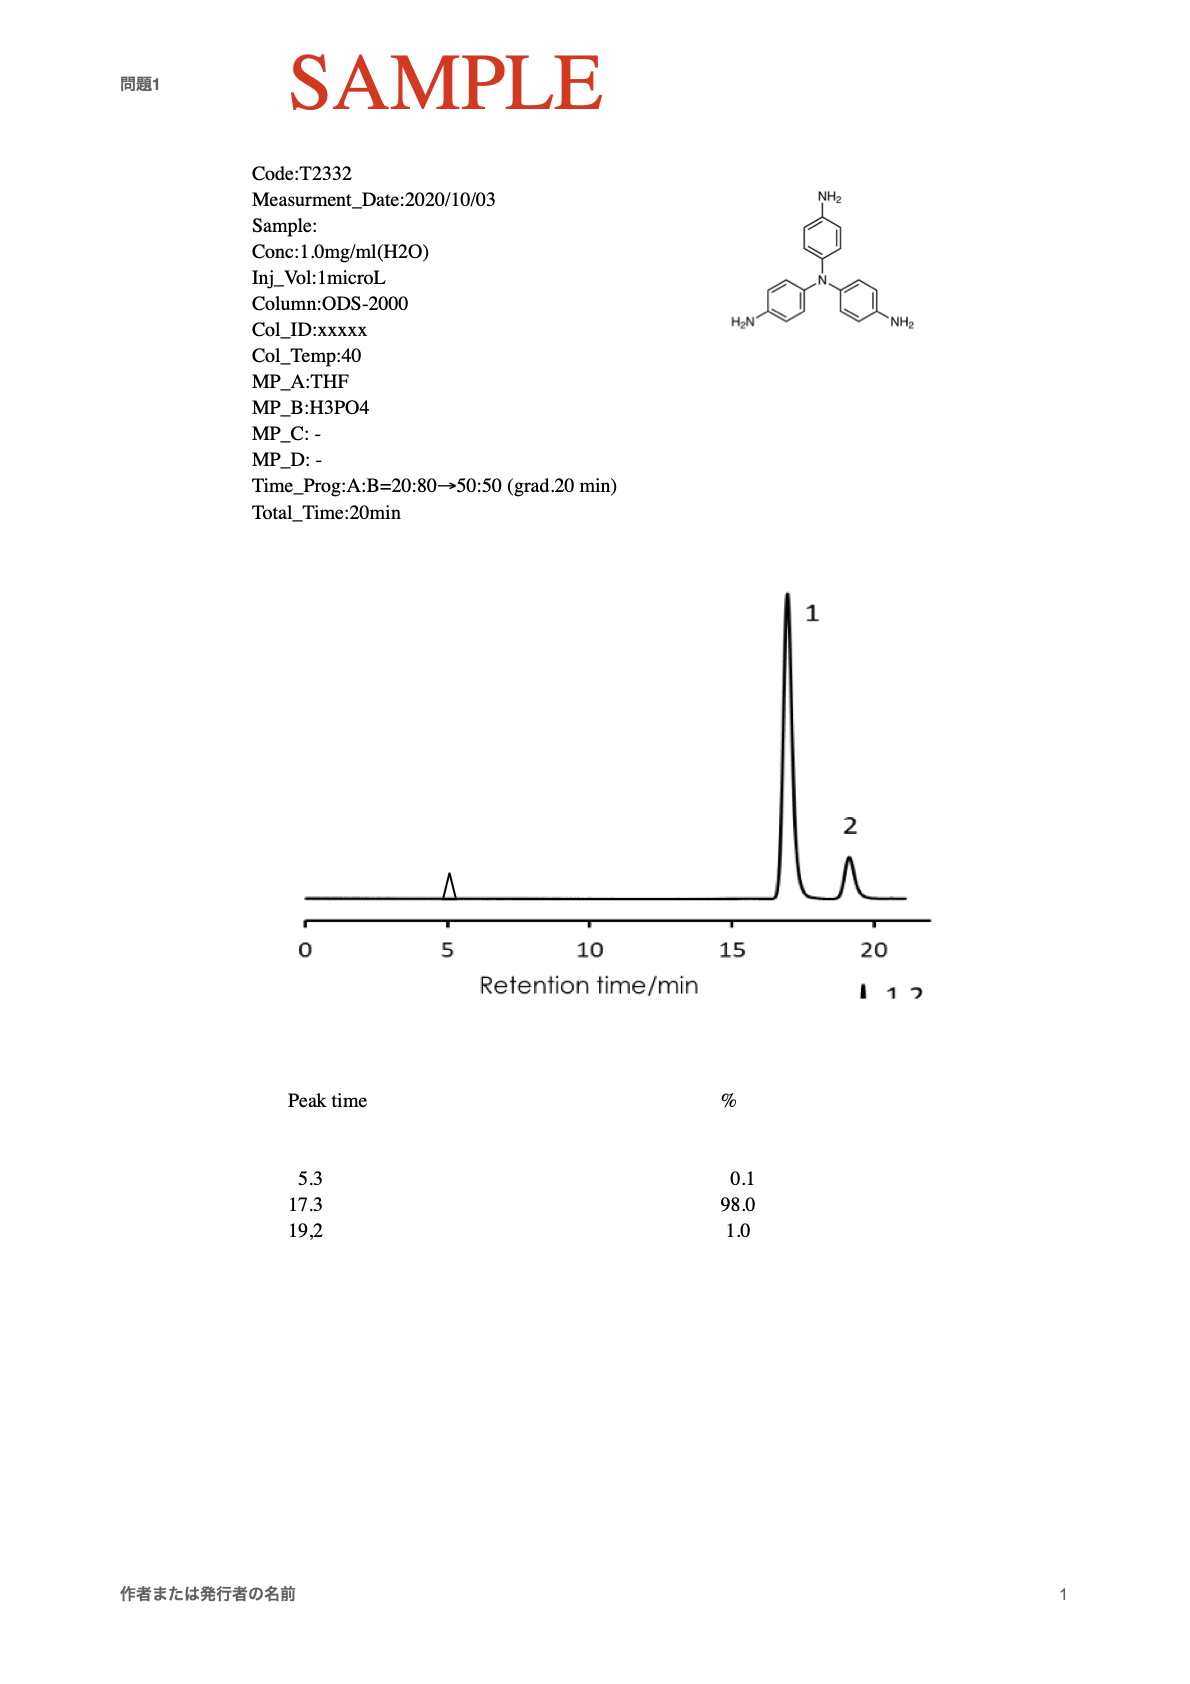 問題1
SAMPLE
Code:T2332
Measurment_Date:2020/10/03
Sample:
Conc:1.0mg/ml(H2O)
Inj_Vol:1microL
Column:ODS-2000
Col_ID:xxxxx
Col_Temp:40
MP_A:THF
MP_B:H3PO4
MP_C: -
MP_D: -
Time_Prog:A:B=20:80→50:50 (grad.20 min)
Total_Time:20min
NH₂
N
H₂N
NH₂
1
2
0 5 10 15 20
Retention time/min
Peak time %
5.3 0.1
17.3 98.0
19,2 1.0
作者または発行者の名前 1